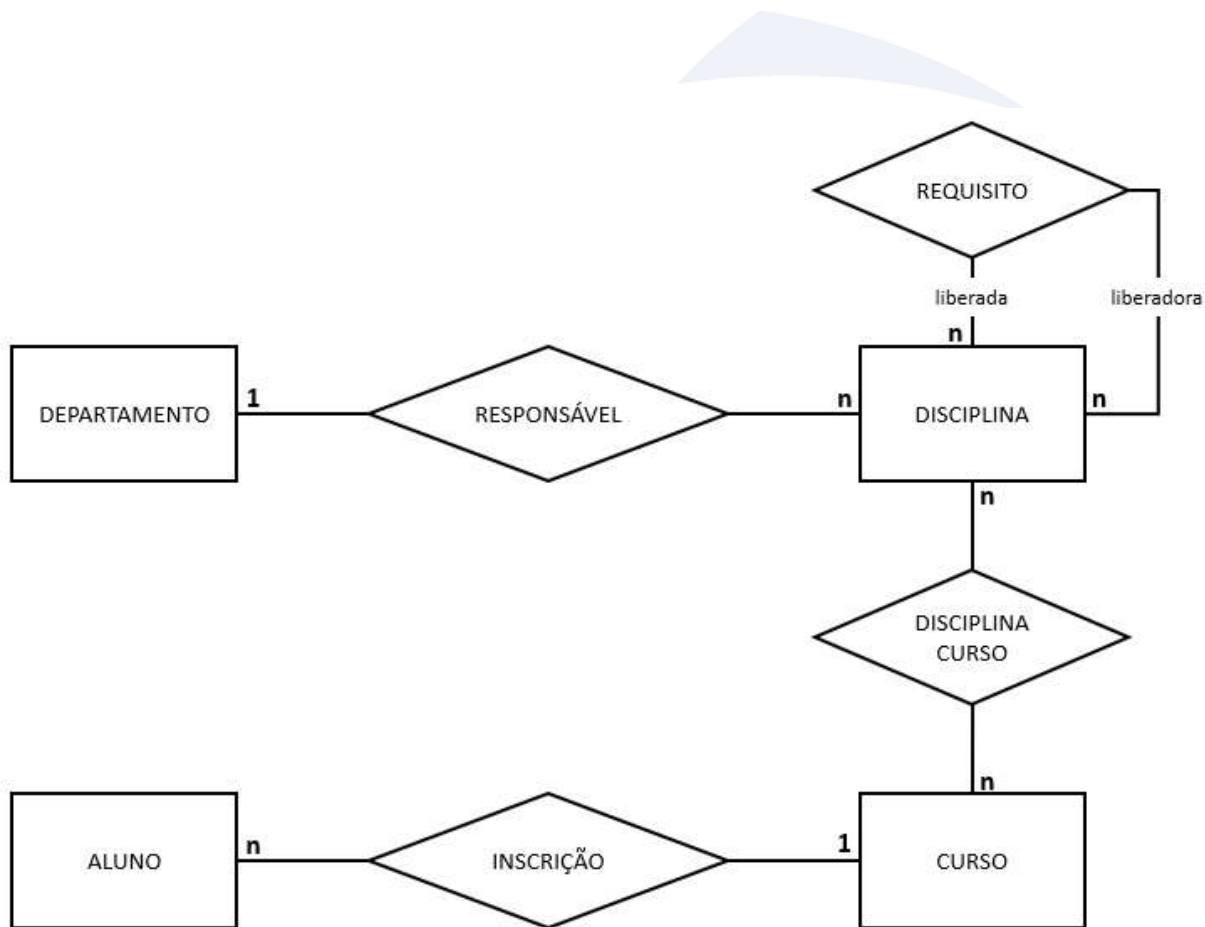 REQUISITO
liberada
liberadora
n
DEPARTAMENTO
1
RESPONSÁVEL
n
DISCIPLINA
n
n
DISCIPLINA
CURSO
n
ALUNO
n
INSCRIÇÃO
1
CURSO